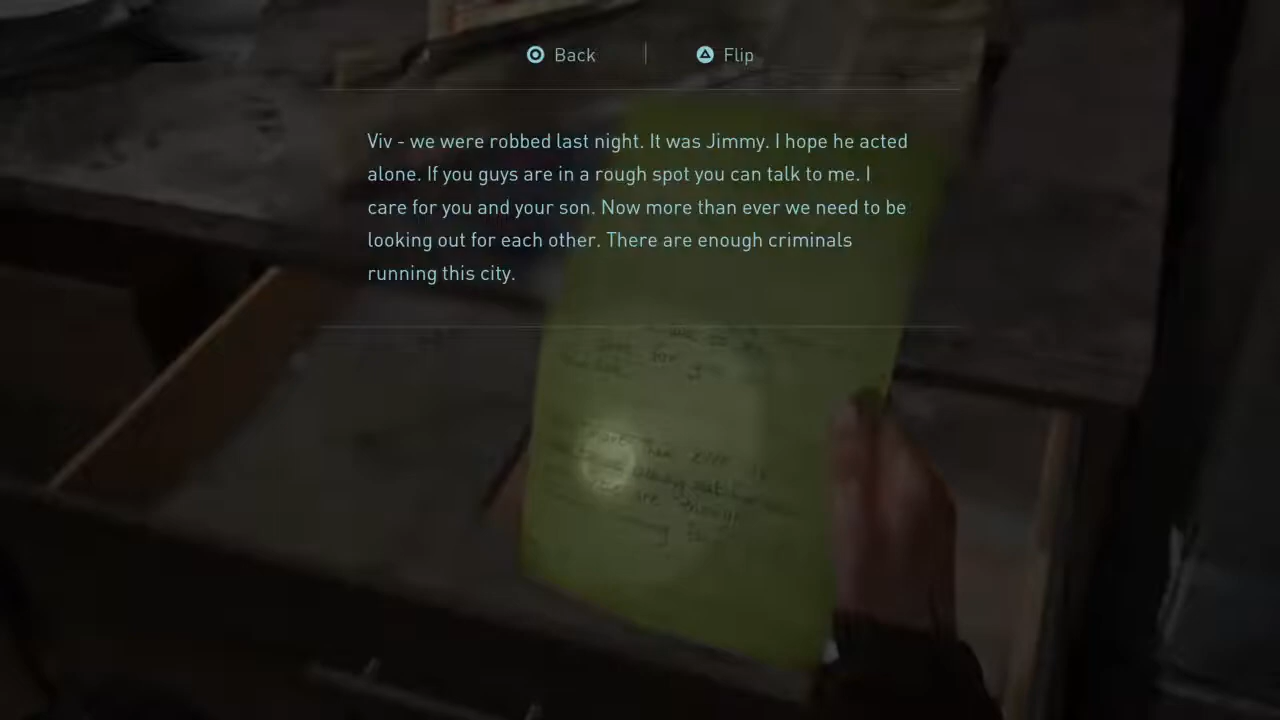 Back
Flip
Viv - we were robbed last night. It was Jimmy. I hope he acted
alone. If you guys are in a rough spot you can talk to me. I
care for you and your son. Now more than ever we need to be
looking out for each other. There are enough criminals
running this city.